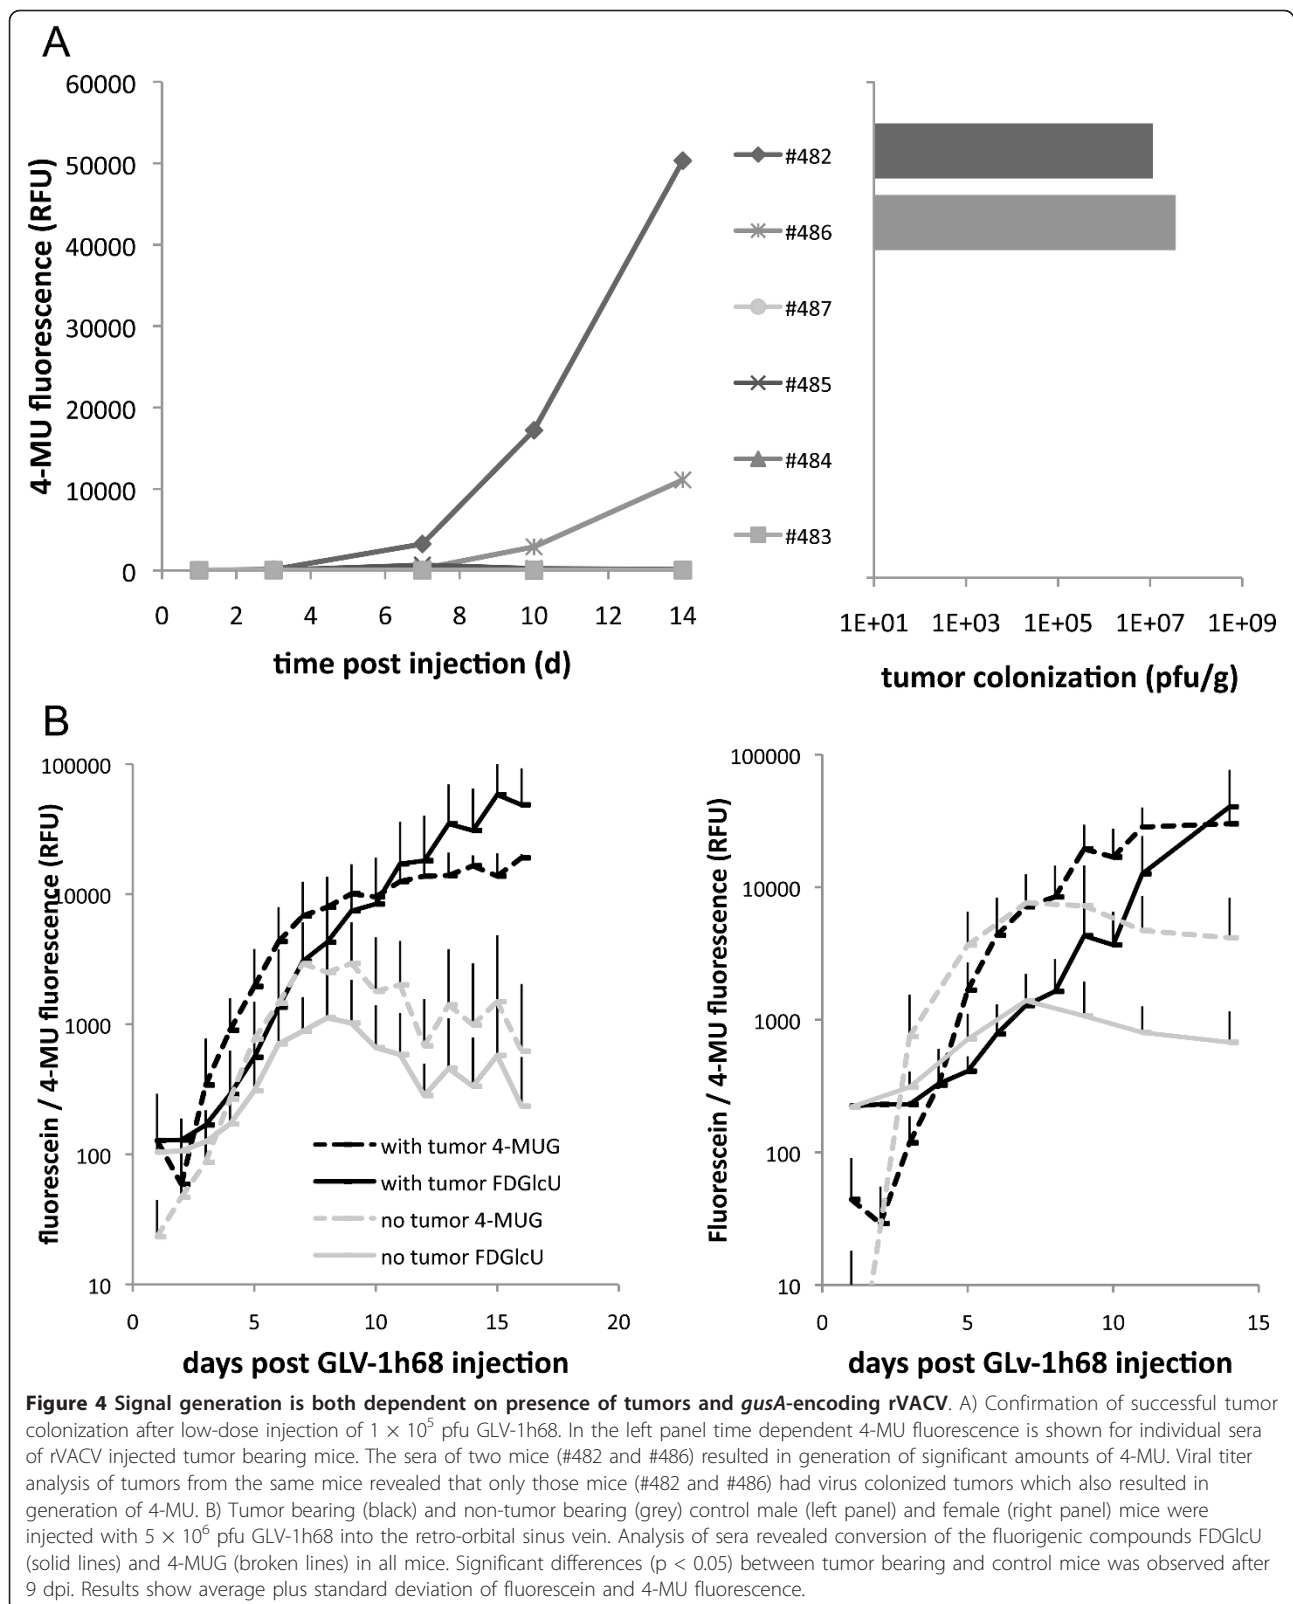 A
60000
50000
40000
30000
20000
10000
0
4-MU fluorescence (RFU)
0 2 4 6 8 10 12 14
time post injection (d)
#482
#486
#487
#485
#484
#483
1E+01 1E+03 1E+05 1E+07 1E+09
tumor colonization (pfu/g)
B
100000
10000
1000
100
10
fluorescein / 4-MU fluorescence (RFU)
with tumor 4-MUG
with tumor FDGlcU
no tumor 4-MUG
no tumor FDGlcU
0 5 10 15 20
days post GLV-1h68 injection
100000
10000
1000
100
10
Fluorescein / 4-MU fluorescence (RFU)
0 5 10 15
days post GLv-1h68 injection
Figure 4 Signal generation is both dependent on presence of tumors and gusA-encoding rVACV. A) Confirmation of successful tumor
colonization after low-dose injection of 1 × 10⁵ pfu GLV-1h68. In the left panel time dependent 4-MU fluorescence is shown for individual sera
of rVACV injected tumor bearing mice. The sera of two mice (#482 and #486) resulted in generation of significant amounts of 4-MU. Viral titer
analysis of tumors from the same mice revealed that only those mice (#482 and #486) had virus colonized tumors which also resulted in
generation of 4-MU. B) Tumor bearing (black) and non-tumor bearing (grey) control male (left panel) and female (right panel) mice were
injected with 5 × 10⁶ pfu GLV-1h68 into the retro-orbital sinus vein. Analysis of sera revealed conversion of the fluorigenic compounds FDGlcU
(solid lines) and 4-MUG (broken lines) in all mice. Significant differences (p < 0.05) between tumor bearing and control mice was observed after
9 dpi. Results show average plus standard deviation of fluorescein and 4-MU fluorescence.